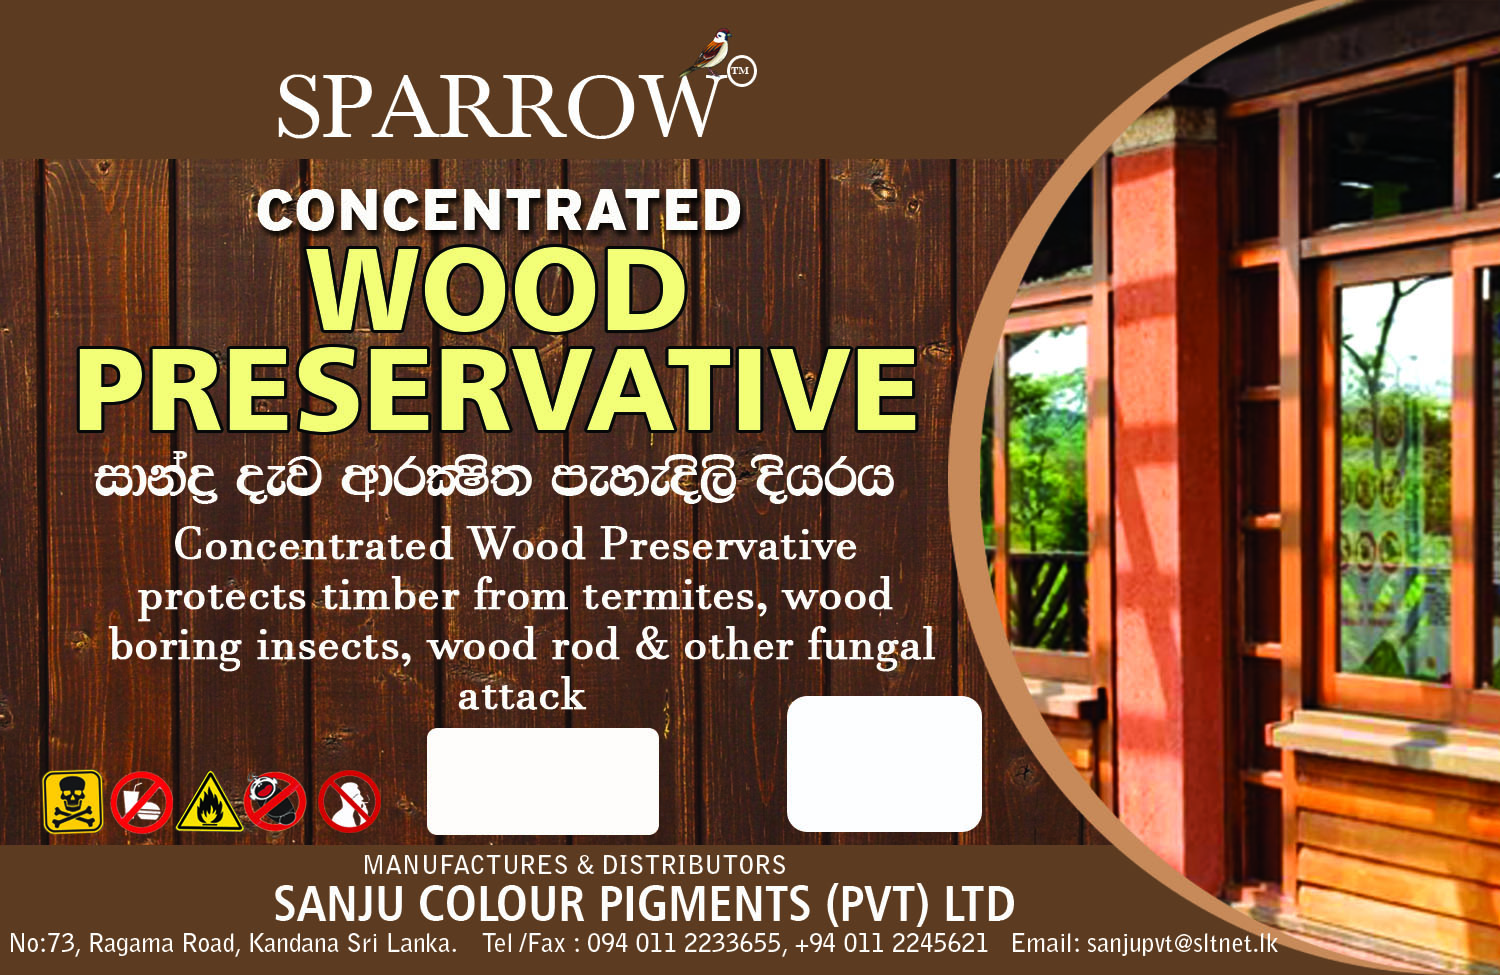 SPARROW TM
CONCENTRATED
WOOD
PRESERVATIVE
සාන්ද්‍ර දැව ආරක්ෂිත පැහැදිලි දියරය
Concentrated Wood Preservative
protects timber from termites, wood
boring insects, wood rod & other fungal
attack
MANUFACTURES & DISTRIBUTORS
SANJU COLOUR PIGMENTS (PVT) LTD
No:73, Ragama Road, Kandana Sri Lanka. Tel /Fax : 094 011 2233655, +94 011 2245621 Email: sanjupvt@sltnet.lk